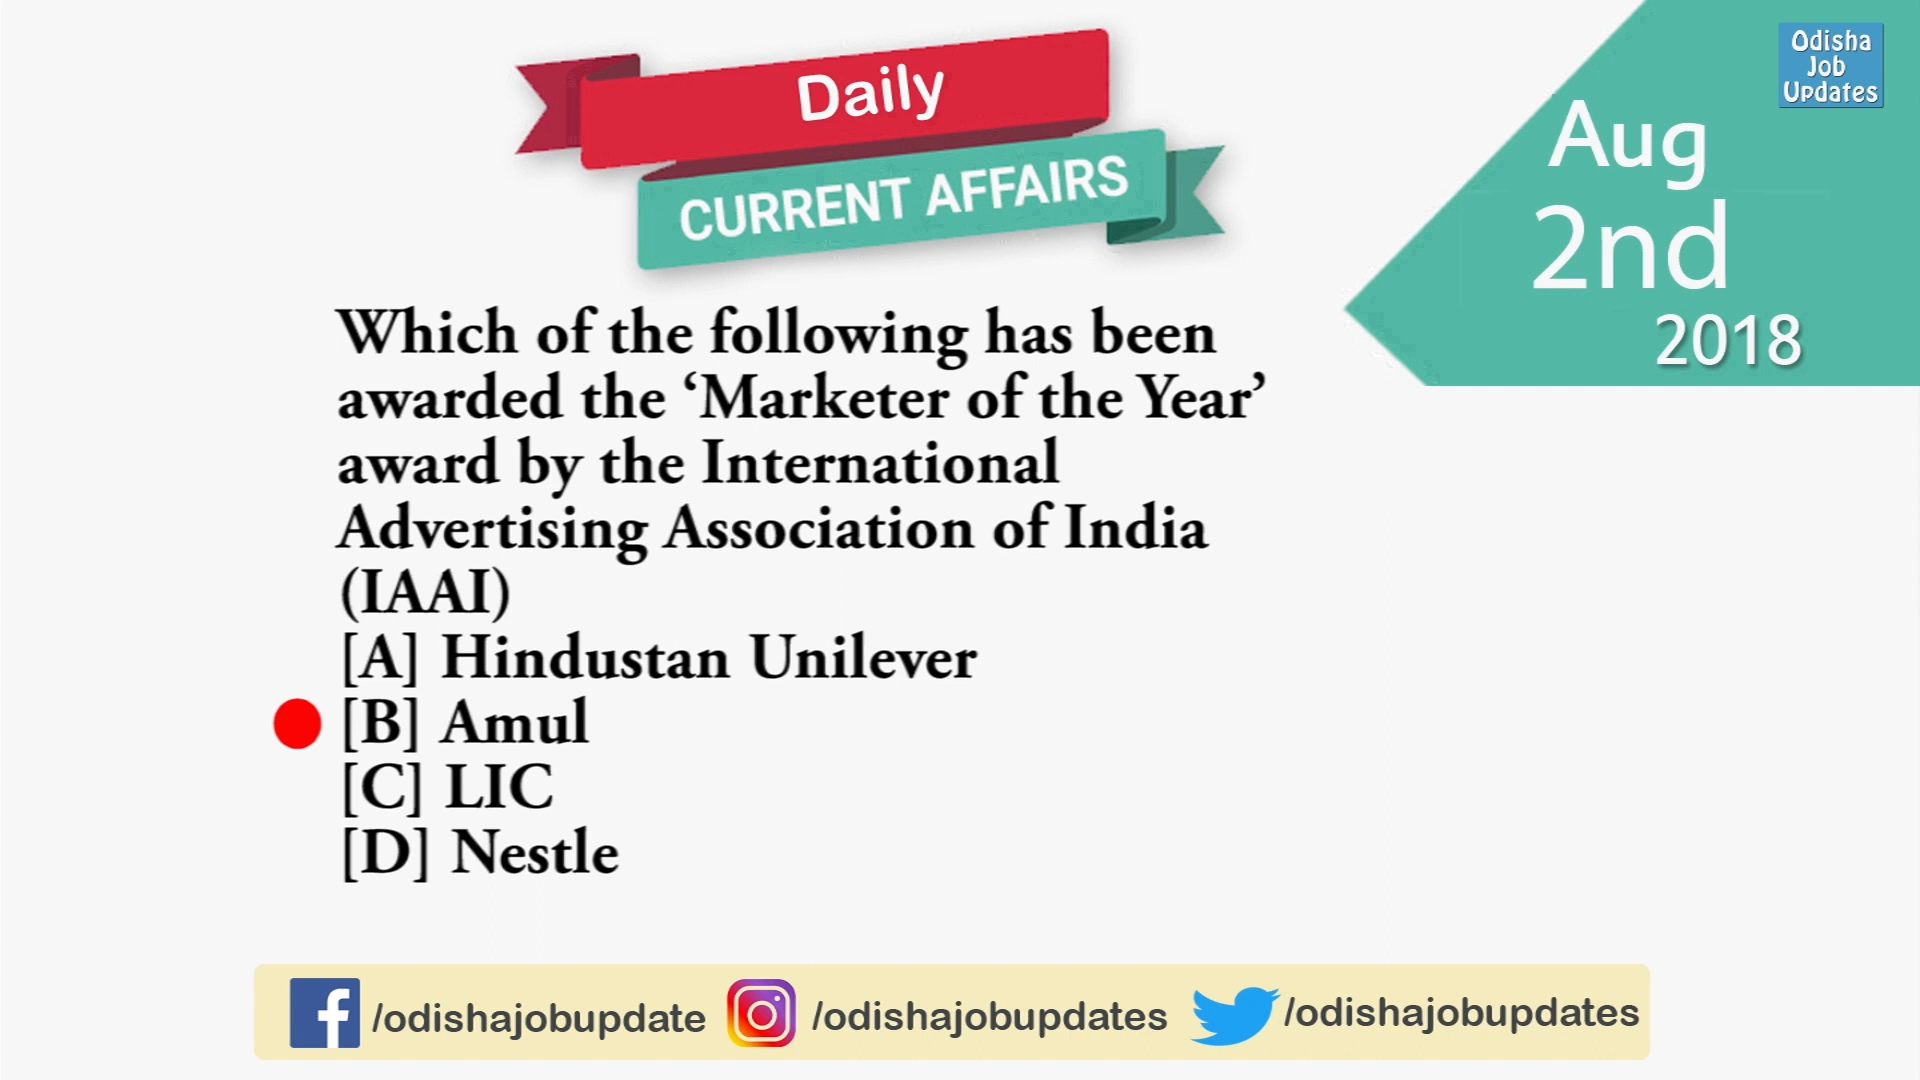 Daily
CURRENT AFFAIRS
Odisha
Job
Updates
Aug
2nd
2018
Which of the following has been
awarded the ‘Marketer of the Year’
award by the International
Advertising Association of India
(IAAI)
[A] Hindustan Unilever
[B] Amul
[C] LIC
[D] Nestle
/odishajobupdate /odishajobupdates /odishajobupdates